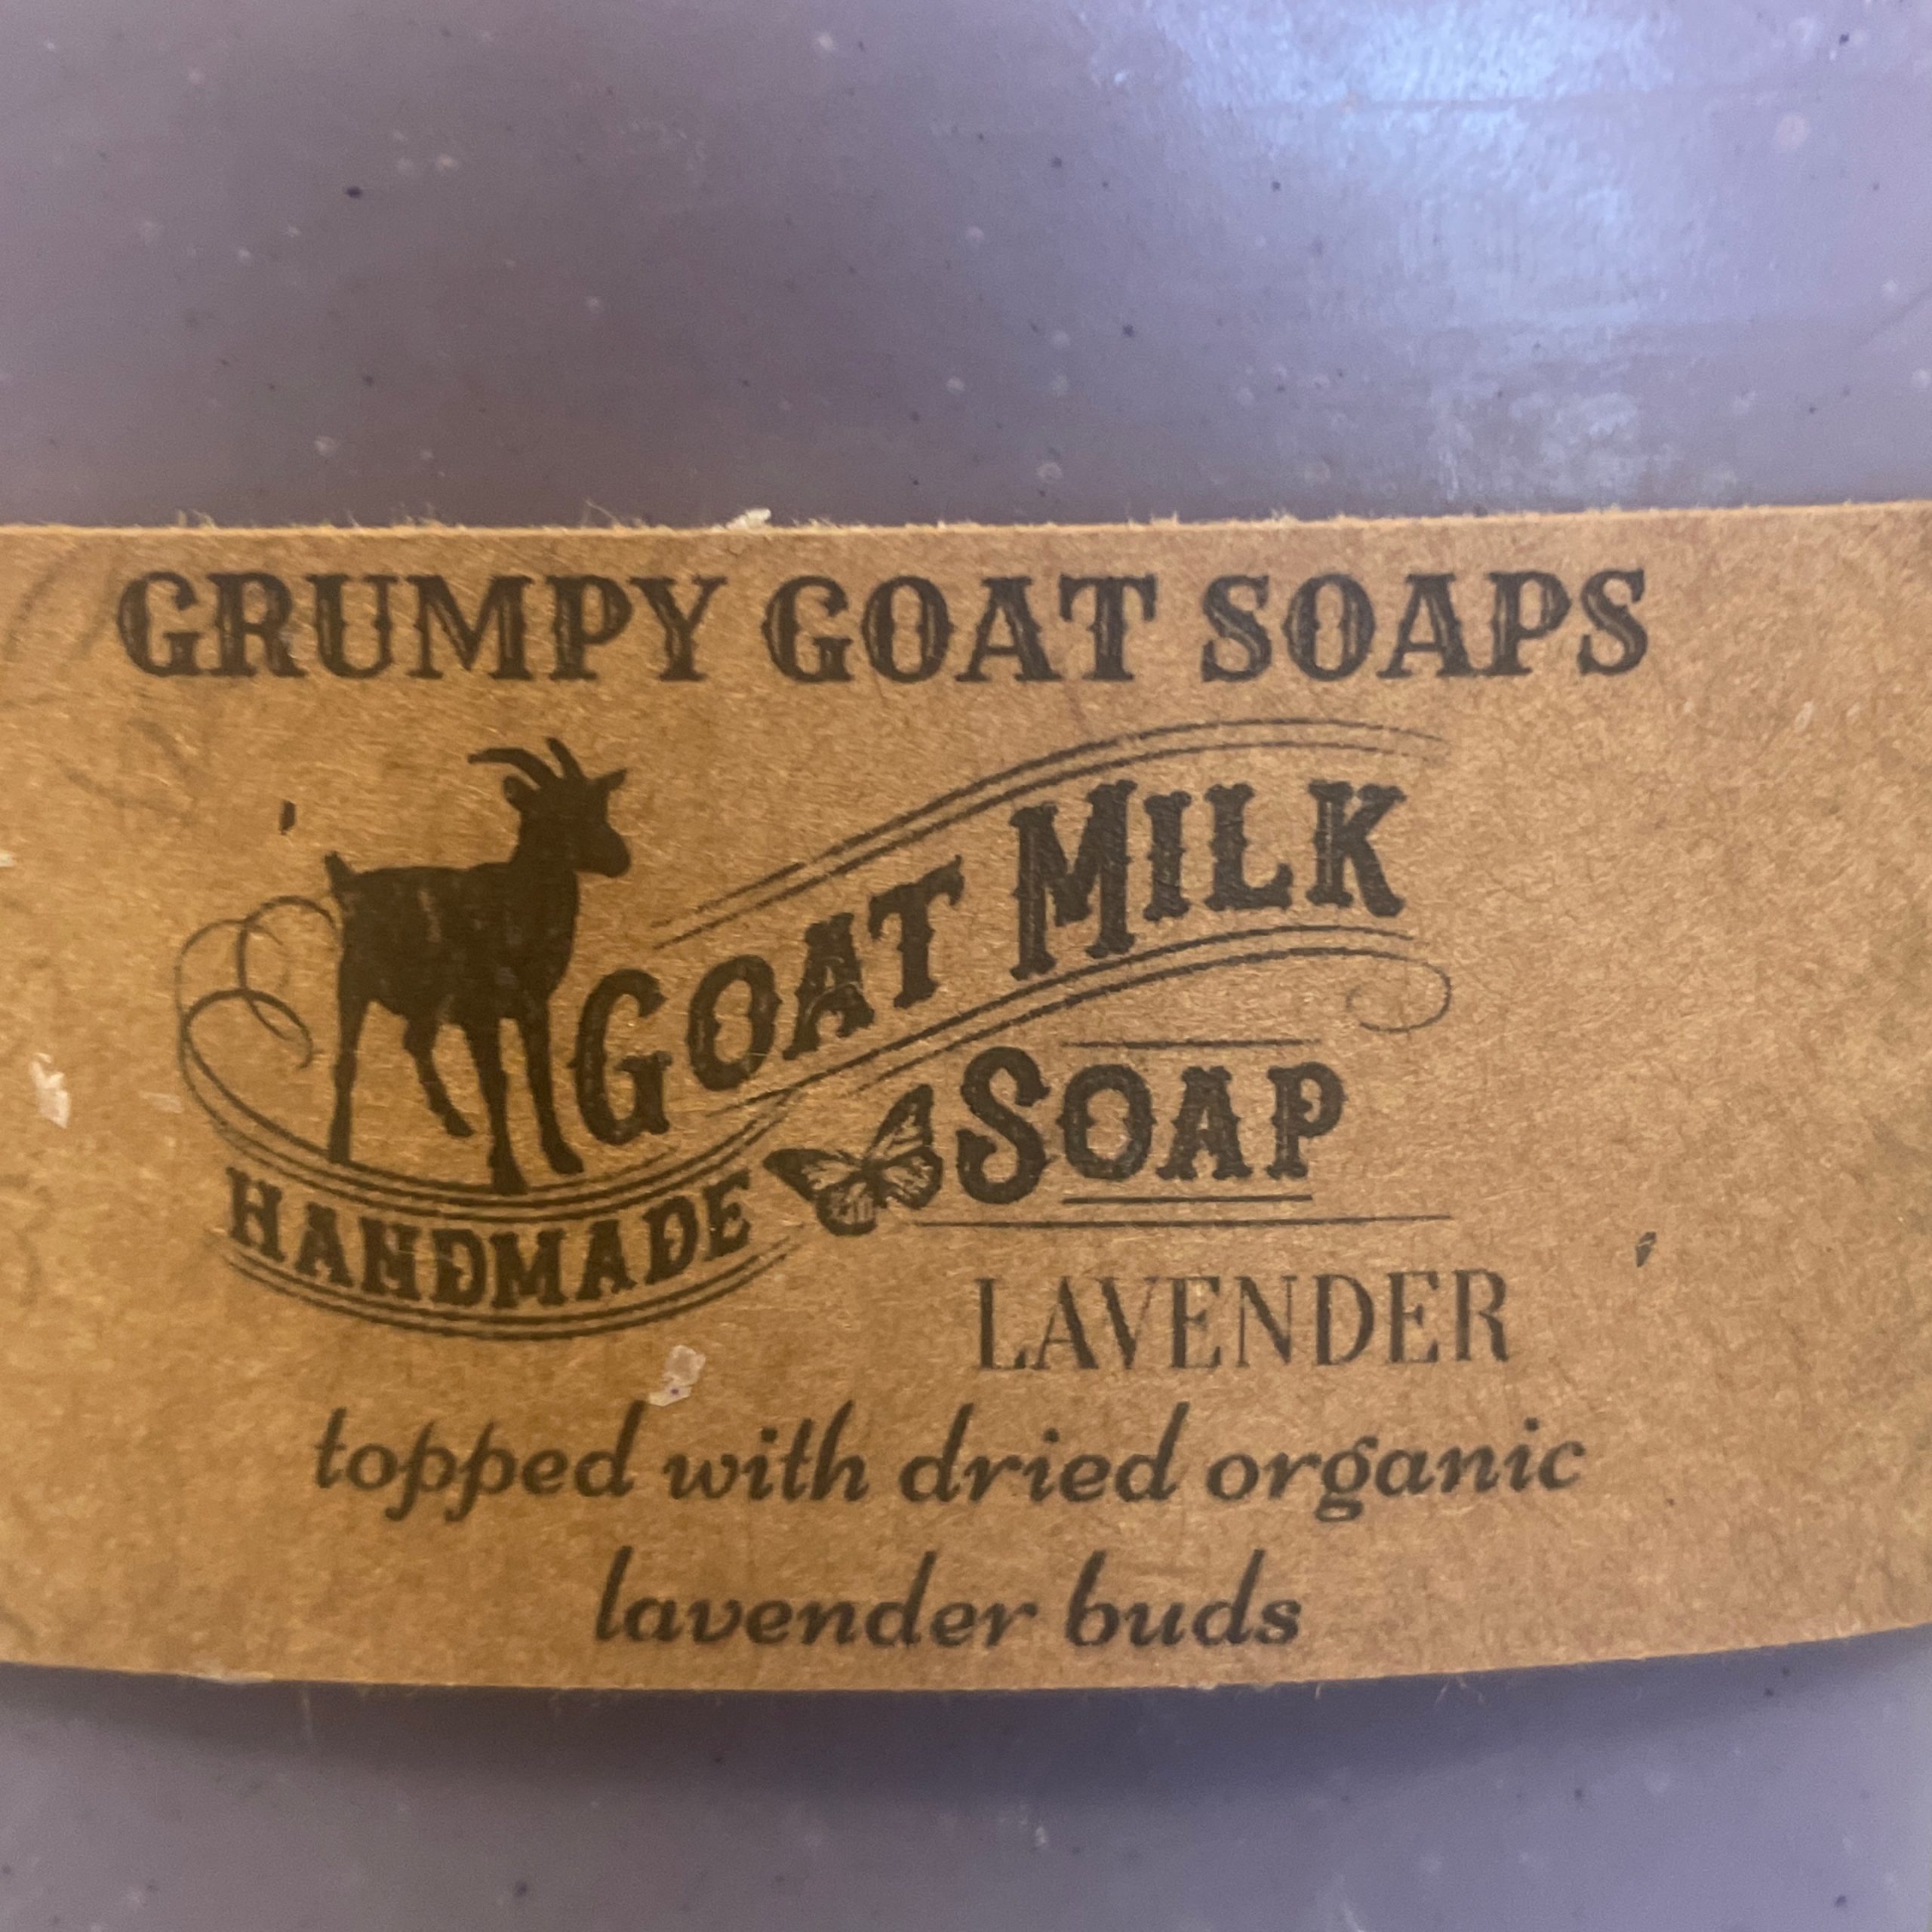 GRUMPY GOAT SOAPS
GOAT MILK
SOAP
HANDMADE
LAVENDER
topped with dried organic
lavender buds